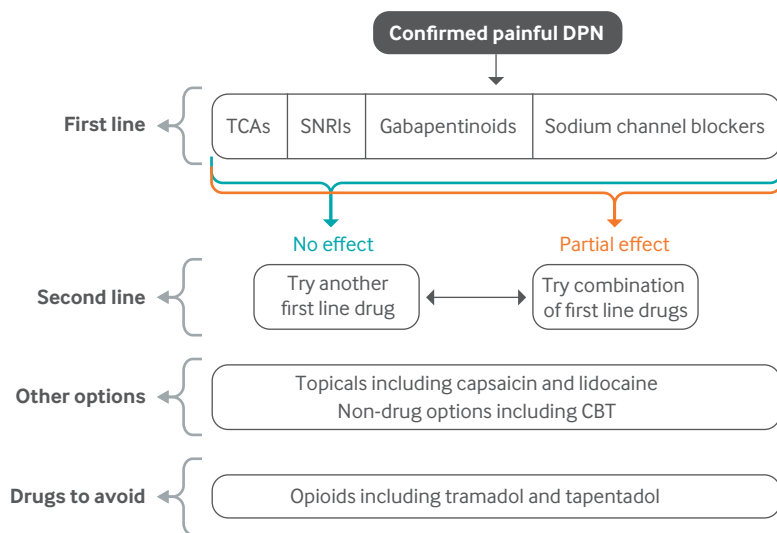 Confirmed painful DPN
First line
TCAs
SNRIs
Gabapentinoids
Sodium channel blockers
No effect
Partial effect
Second line
Try another
first line drug
Try combination
of first line drugs
Other options
Topicals including capsaicin and lidocaine
Non-drug options including CBT
Drugs to avoid
Opioids including tramadol and tapentadol